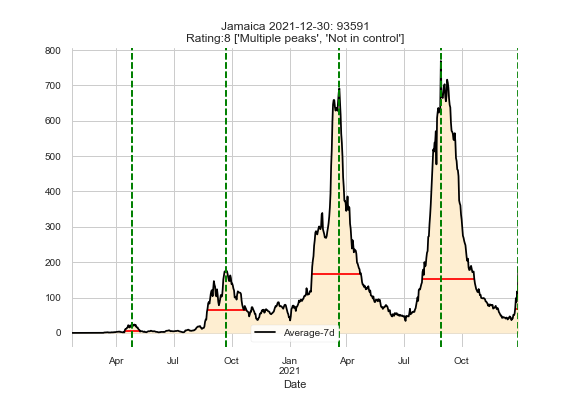 Jamaica 2021-12-30: 93591
Rating:8 ['Multiple peaks', 'Not in control']
800
700
600
500
400
300
200
100
0
Average-7d
Apr Jul Oct Jan Apr Jul Oct
2021
Date